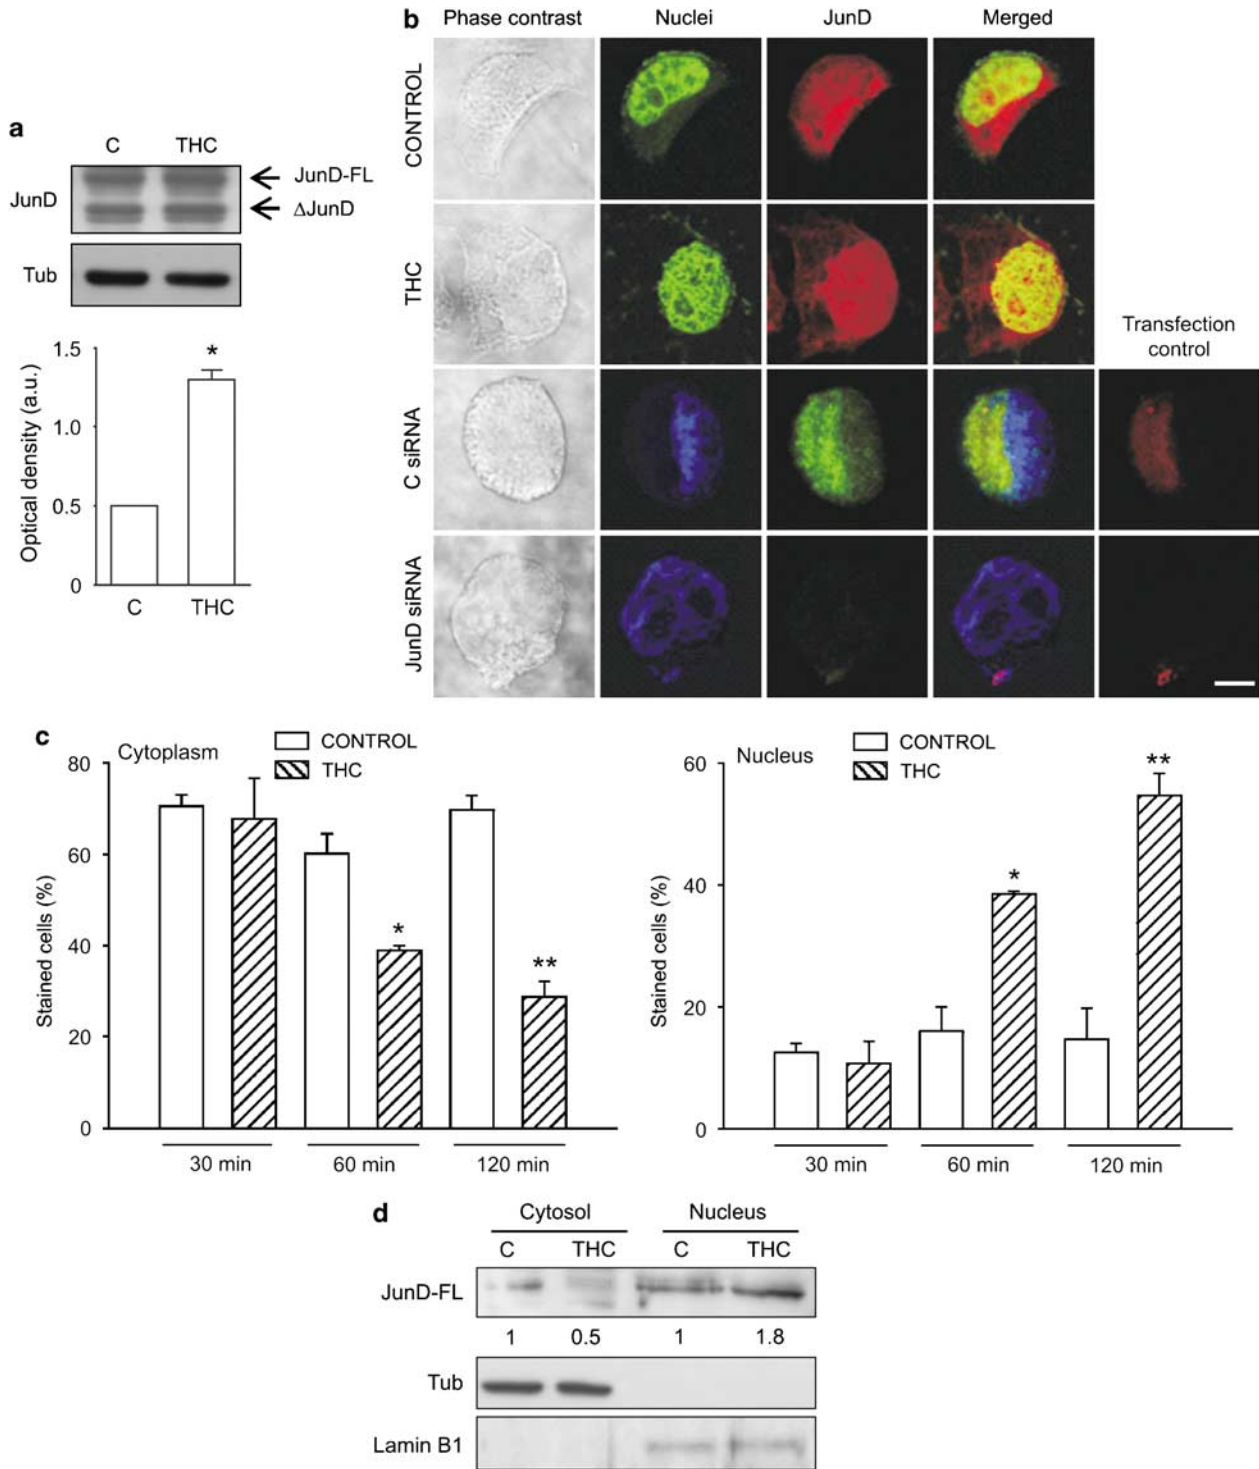 a
C THC
JunD
JunD-FL
ΔJunD
Tub
Optical density (a.u.)
1.5
1.0
0.5
0
*
C THC
b
Phase contrast Nuclei JunD Merged
CONTROL
THC
C siRNA
JunD siRNA
Transfection
control
c
Cytoplasm
CONTROL
THC
Stained cells (%)
80
60
40
20
0
*
**
30 min 60 min 120 min
Nucleus
CONTROL
THC
Stained cells (%)
60
40
20
0
*
**
30 min 60 min 120 min
d
Cytosol Nucleus
C THC C THC
JunD-FL
1 0.5 1 1.8
Tub
Lamin B1